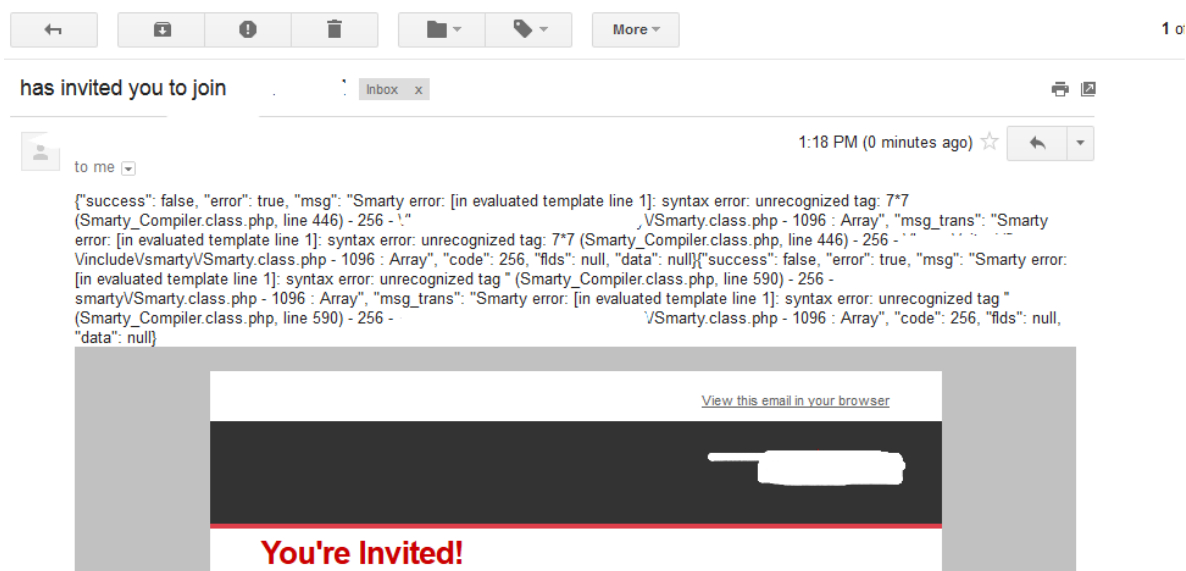 More
1 of
has invited you to join
Inbox x
1:18 PM (0 minutes ago)
to me
{"success": false, "error": true, "msg": "Smarty error: [in evaluated template line 1]: syntax error: unrecognized tag: 7*7
(Smarty_Compiler.class.php, line 446) - 256 - \/Smarty.class.php - 1096 : Array", "msg_trans": "Smarty
error: [in evaluated template line 1]: syntax error: unrecognized tag: 7*7 (Smarty_Compiler.class.php, line 446) - 256 -
\/include\/smarty\/Smarty.class.php - 1096 : Array", "code": 256, "flds": null, "data": null}{"success": false, "error": true, "msg": "Smarty error:
[in evaluated template line 1]: syntax error: unrecognized tag '' (Smarty_Compiler.class.php, line 590) - 256 -
smarty\/Smarty.class.php - 1096 : Array", "msg_trans": "Smarty error: [in evaluated template line 1]: syntax error: unrecognized tag ''
(Smarty_Compiler.class.php, line 590) - 256 - \/Smarty.class.php - 1096 : Array", "code": 256, "flds": null,
"data": null}
View this email in your browser
You're Invited!